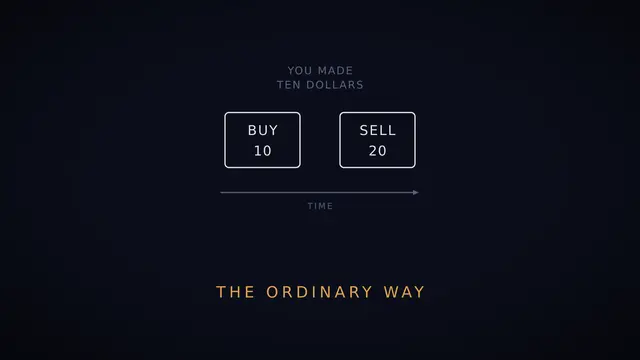 YOU MADE
TEN DOLLARS
BUY
10
SELL
20
TIME
THE ORDINARY WAY